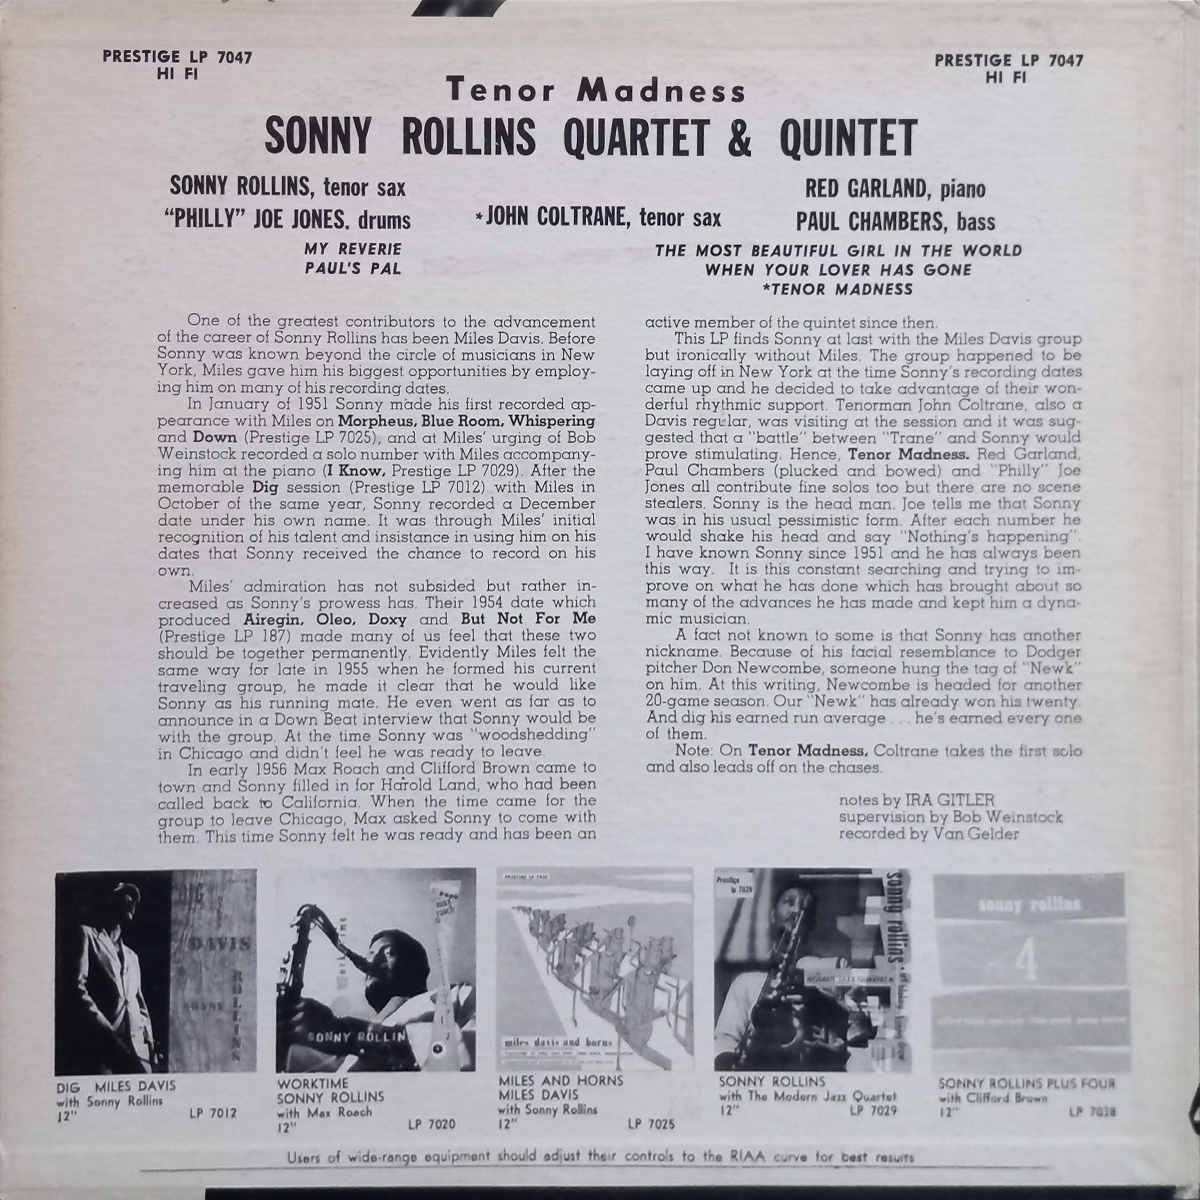 PRESTIGE LP 7047
HI FI
PRESTIGE LP 7047
HI FI
Tenor Madness
SONNY ROLLINS QUARTET & QUINTET
SONNY ROLLINS, tenor sax
RED GARLAND, piano
"PHILLY" JOE JONES. drums
*JOHN COLTRANE, tenor sax
PAUL CHAMBERS, bass
MY REVERIE
PAUL'S PAL
THE MOST BEAUTIFUL GIRL IN THE WORLD
WHEN YOUR LOVER HAS GONE
*TENOR MADNESS
One of the greatest contributors to the advancement
of the career of Sonny Rollins has been Miles Davis. Before
Sonny was known beyond the circle of musicians in New
York, Miles gave him his biggest opportunities by employ-
ing him on many of his recording dates.
In January of 1951 Sonny made his first recorded ap-
pearance with Miles on Morpheus, Blue Room, Whispering
and Down (Prestige LP 7025), and at Miles' urging of Bob
Weinstock recorded a solo number with Miles accompany-
ing him at the piano (I Know, Prestige LP 7029). After the
memorable Dig session (Prestige LP 7012) with Miles in
October of the same year, Sonny recorded a December
date under his own name. It was through Miles' initial
recognition of his talent and insistance in using him on his
dates that Sonny received the chance to record on his
own.
Miles' admiration has not subsided but rather in-
creased as Sonny's prowess has. Their 1954 date which
produced Airegin, Oleo, Doxy and But Not For Me
(Prestige LP 187) made many of us feel that these two
should be together permanently. Evidently Miles felt the
same way for late in 1955 when he formed his current
traveling group, he made it clear that he would like
Sonny as his running mate. He even went as far as to
announce in a Down Beat interview that Sonny would be
with the group. At the time Sonny was "woodshedding"
in Chicago and didn't feel he was ready to leave.
In early 1956 Max Roach and Clifford Brown came to
town and Sonny filled in for Harold Land, who had been
called back to California. When the time came for the
group to leave Chicago, Max asked Sonny to come with
them. This time Sonny felt he was ready and has been an
active member of the quintet since then.
This LP finds Sonny at last with the Miles Davis group
but ironically without Miles. The group happened to be
laying off in New York at the time Sonny's recording dates
came up and he decided to take advantage of their won-
derful rhythmic support. Tenorman John Coltrane, also a
Davis regular, was visiting at the session and it was sug-
gested that a "battle" between "Trane" and Sonny would
prove stimulating. Hence, Tenor Madness. Red Garland,
Paul Chambers (plucked and bowed) and "Philly" Joe
Jones all contribute fine solos too but there are no scene
stealers. Sonny is the head man. Joe tells me that Sonny
was in his usual pessimistic form. After each number he
would shake his head and say "Nothing's happening".
I have known Sonny since 1951 and he has always been
this way. It is this constant searching and trying to im-
prove on what he has done which has brought about so
many of the advances he has made and kept him a dyna-
mic musician.
A fact not known to some is that Sonny has another
nickname. Because of his facial resemblance to Dodger
pitcher Don Newcombe, someone hung the tag of "Newk"
on him. At this writing, Newcombe is headed for another
20-game season. Our "Newk" has already won his twenty.
And dig his earned run average . . . he's earned every one
of them.
Note: On Tenor Madness, Coltrane takes the first solo
and also leads off on the chases.
notes by IRA GITLER
supervision by Bob Weinstock
recorded by Van Gelder
DIG
DAVIS
SONNY
ROLLINS
SONNY ROLLIN
PRESTIGE LP 7025
miles davis and horns
Prestige
lp 7029
sonny rollins
MODERN JAZZ QUARTET
sonny rollins
4
DIG MILES DAVIS
with Sonny Rollins
12" LP 7012
WORKTIME
SONNY ROLLINS
with Max Roach
12" LP 7020
MILES AND HORNS
MILES DAVIS
with Sonny Rollins
12" LP 7025
SONNY ROLLINS
with The Modern Jazz Quartet
12" LP 7029
SONNY ROLLINS PLUS FOUR
with Clifford Brown
12" LP 7038
Users of wide-range equipment should adjust their controls to the RIAA curve for best results